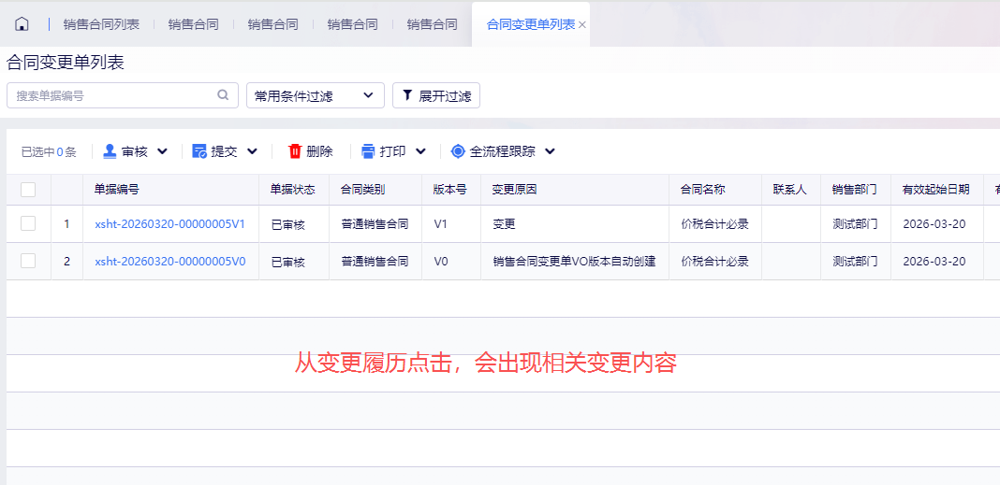 销售合同列表 销售合同 销售合同 销售合同 销售合同 合同变更单列表
合同变更单列表
搜索单据编号 常用条件过滤 展开过滤
已选中0条 审核 提交 删除 打印 全流程跟踪
单据编号 单据状态 合同类别 版本号 变更原因 合同名称 联系人 销售部门 有效起始日期
1 xsht-20260320-00000005V1 已审核 普通销售合同 V1 变更 价税合计必录 测试部门 2026-03-20
2 xsht-20260320-00000005V0 已审核 普通销售合同 V0 销售合同变更单VO版本自动创建 价税合计必录 测试部门 2026-03-20
从变更履历点击，会出现相关变更内容